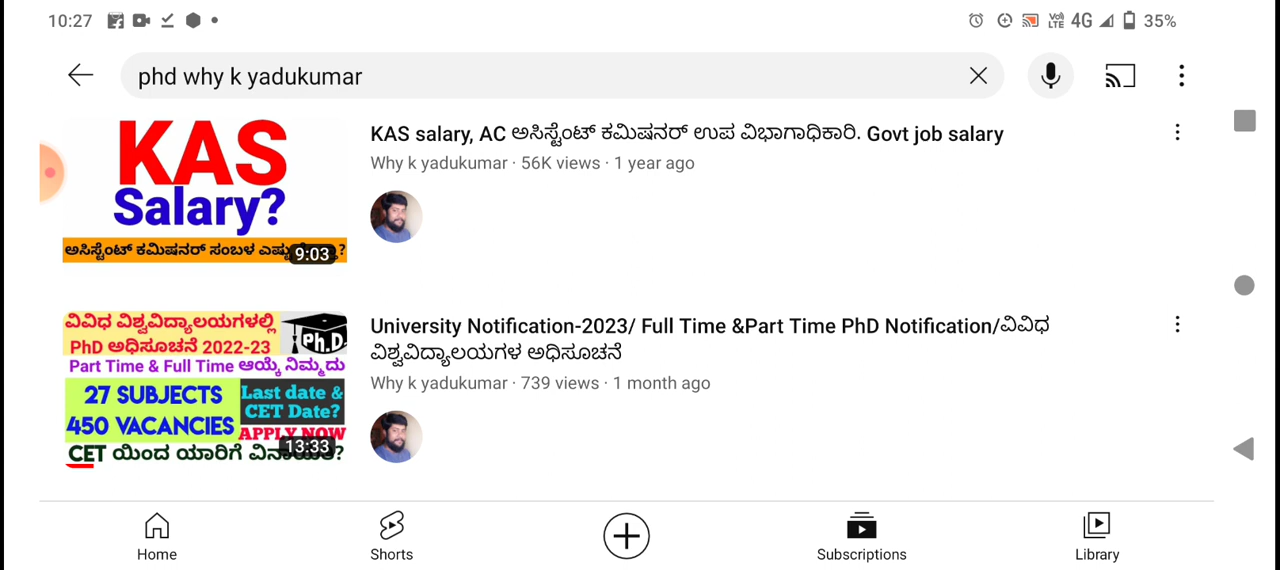 10:27
4G 35%
phd why k yadukumar
KAS
Salary?
ಅಸಿಸ್ಟೆಂಟ್ ಕಮಿಷನರ್ ಸಂಬಳ ?
9:03
KAS salary, AC ಅಸಿಸ್ಟೆಂಟ್ ಕಮಿಷನರ್ ಉಪ ವಿಭಾಗಾಧಿಕಾರಿ. Govt job salary
Why k yadukumar · 56K views · 1 year ago
ವಿವಿಧ ವಿಶ್ವವಿದ್ಯಾಲಯಗಳಲ್ಲಿ
Ph.D
PhD ಅಧಿಸೂಚನೆ 2022-23
Part Time & Full Time ಆಯ್ಕೆ ನಿಮ್ಮದು
27 SUBJECTS
450 VACANCIES
Last date &
CET Date?
APPLY NOW
13:33
CET ಯಿಂದ ಯಾರಿಗೆ ?
University Notification-2023/ Full Time &Part Time PhD Notification/ವಿವಿಧ
ವಿಶ್ವವಿದ್ಯಾಲಯಗಳ ಅಧಿಸೂಚನೆ
Why k yadukumar · 739 views · 1 month ago
Home
Shorts
Subscriptions
Library